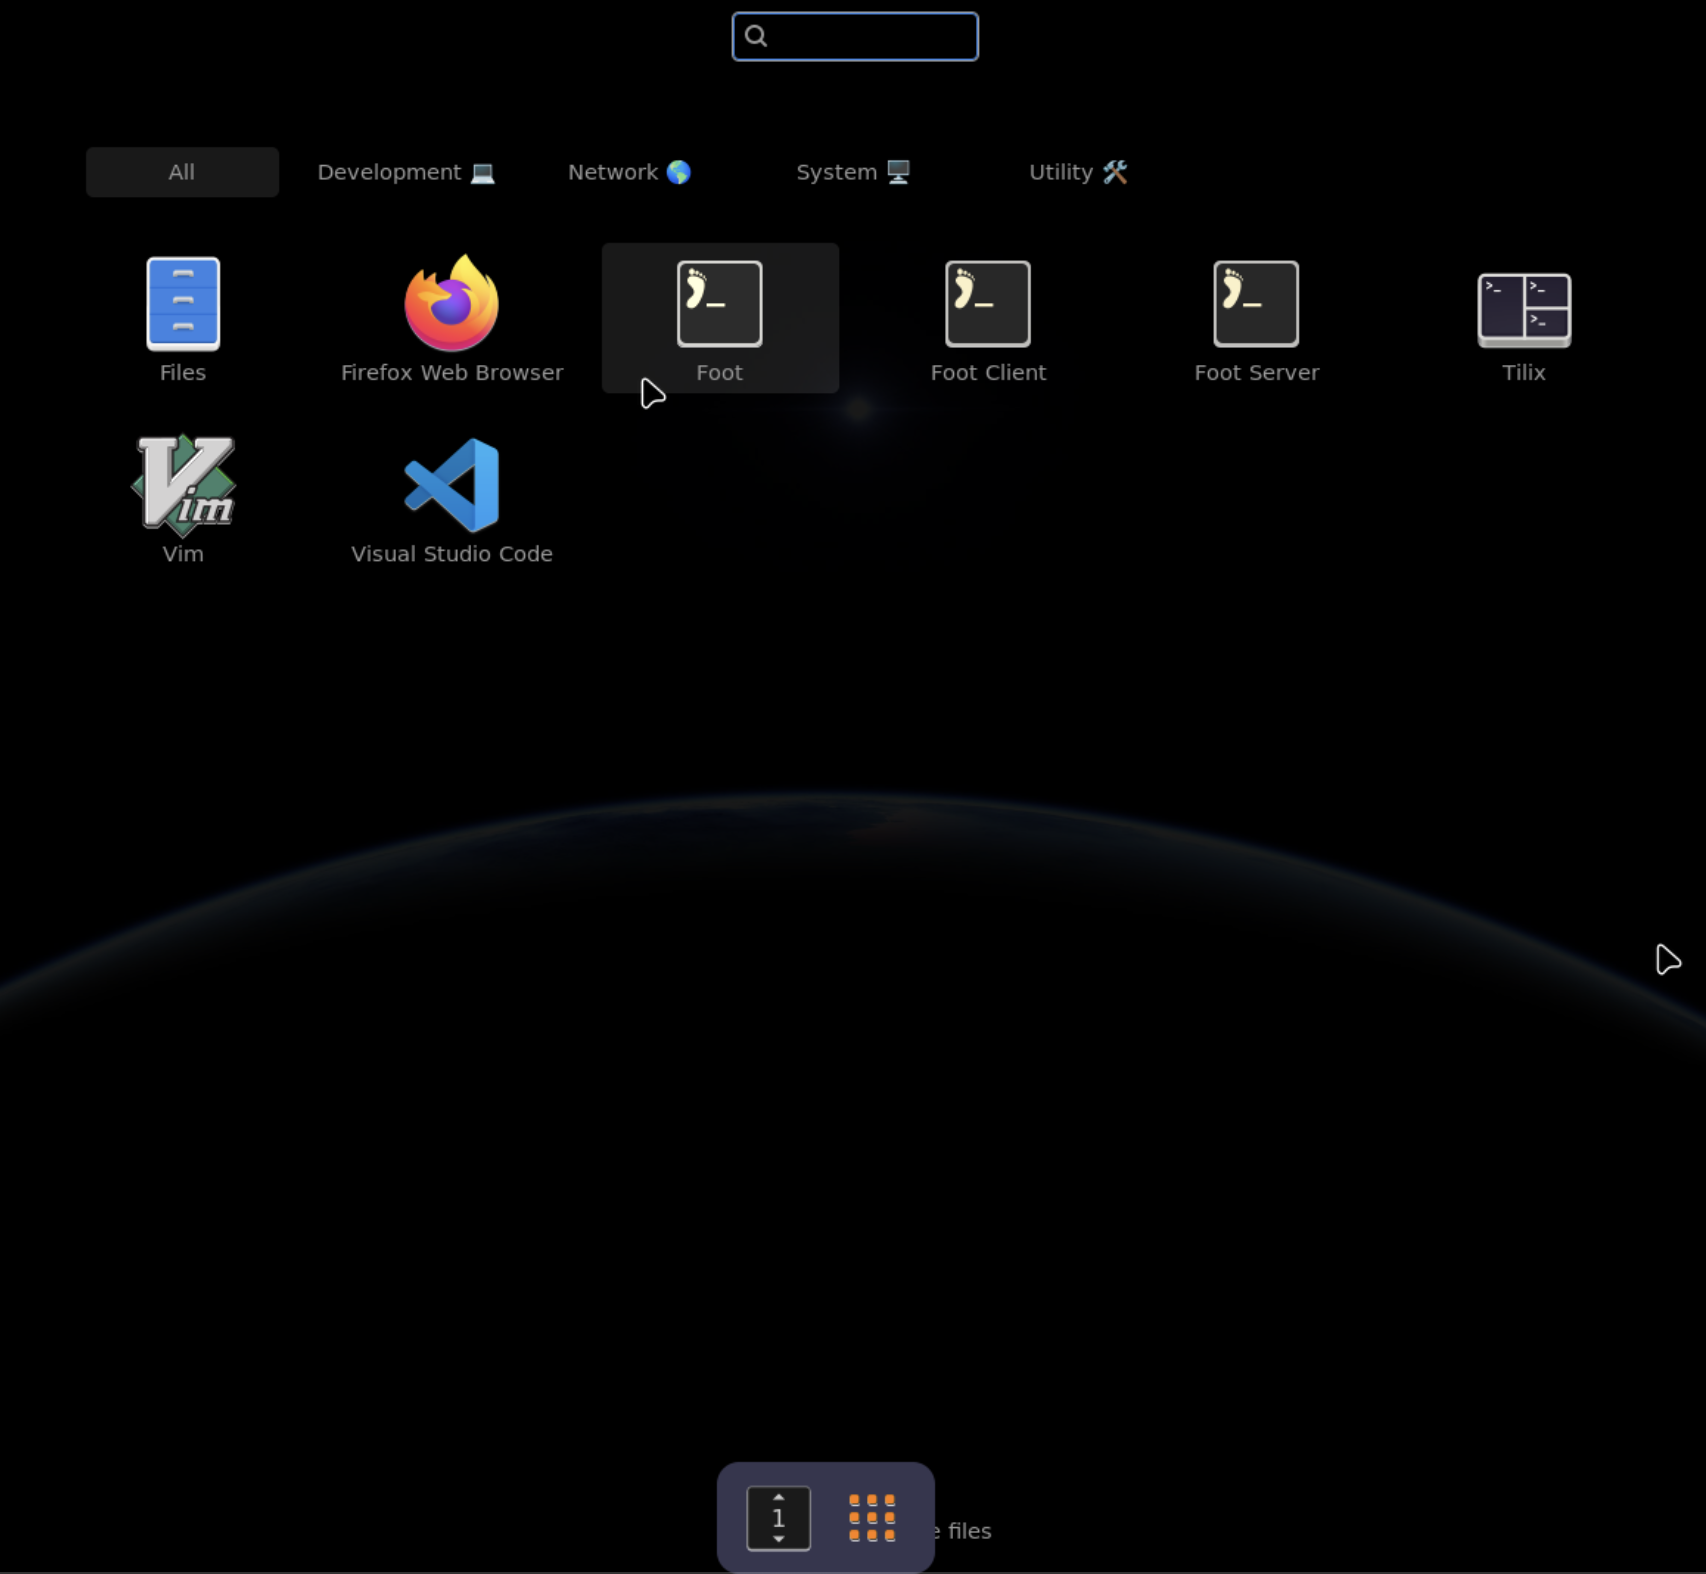 All
Development 💻
Network 🌎
System 🖥️
Utility 🛠️
Files
Firefox Web Browser
Foot
Foot Client
Foot Server
Tilix
Vim
Visual Studio Code
1
files